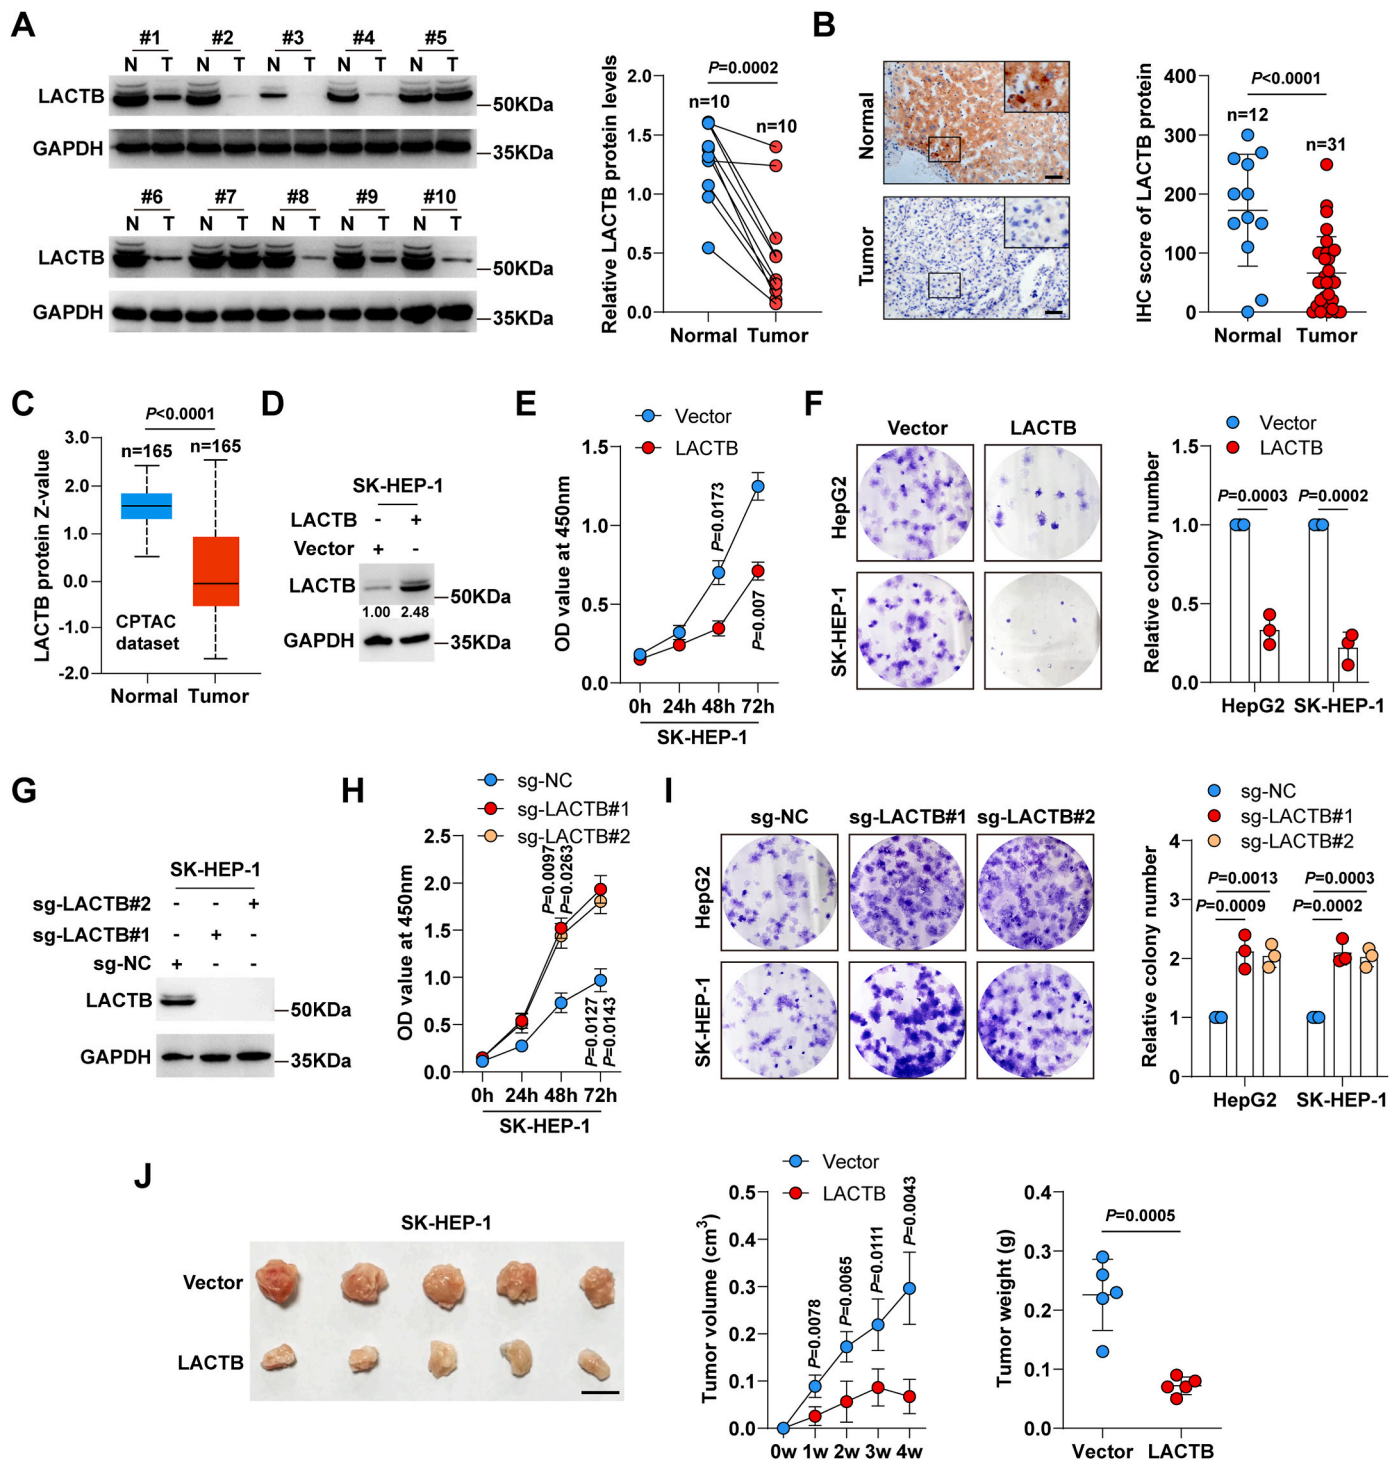 A
#1 #2 #3 #4 #5
N T N T N T N T N T
LACTB
50KDa
GAPDH
35KDa
#6 #7 #8 #9 #10
N T N T N T N T N T
LACTB
50KDa
GAPDH
35KDa
Relative LACTB protein levels
2.0
1.5
1.0
0.5
0.0
P=0.0002
n=10
n=10
Normal Tumor
B
Normal
Tumor
IHC score of LACTB protein
400
300
200
100
0
P<0.0001
n=12
n=31
Normal Tumor
C
LACTB protein Z-value
3.0
2.0
1.0
0.0
-1.0
-2.0
P<0.0001
n=165 n=165
CPTAC
dataset
Normal Tumor
D
SK-HEP-1
LACTB - +
Vector + -
LACTB
50KDa
1.00 2.48
GAPDH
35KDa
E
Vector
LACTB
OD value at 450nm
1.5
1.0
0.5
0.0
P=0.0173
P=0.007
0h 24h 48h 72h
SK-HEP-1
F
Vector LACTB
HepG2
SK-HEP-1
Vector
LACTB
Relative colony number
1.5
1.0
0.5
0.0
P=0.0003 P=0.0002
HepG2 SK-HEP-1
G
SK-HEP-1
sg-LACTB#2 - - +
sg-LACTB#1 - + -
sg-NC + - -
LACTB
50KDa
GAPDH
35KDa
H
sg-NC
sg-LACTB#1
sg-LACTB#2
OD value at 450nm
2.5
2.0
1.5
1.0
0.5
0.0
P=0.0097
P=0.0263
P=0.0127
P=0.0143
0h 24h 48h 72h
SK-HEP-1
I
sg-NC sg-LACTB#1 sg-LACTB#2
HepG2
SK-HEP-1
sg-NC
sg-LACTB#1
sg-LACTB#2
Relative colony number
4
3
2
1
0
P=0.0013 P=0.0003
P=0.0009 P=0.0002
HepG2 SK-HEP-1
J
SK-HEP-1
Vector
LACTB
Vector
LACTB
Tumor volume (cm3)
0.5
0.4
0.3
0.2
0.1
0.0
P=0.0078
P=0.0065
P=0.0111
P=0.0043
0w 1w 2w 3w 4w
Tumor weight (g)
0.4
0.3
0.2
0.1
0.0
P=0.0005
Vector LACTB